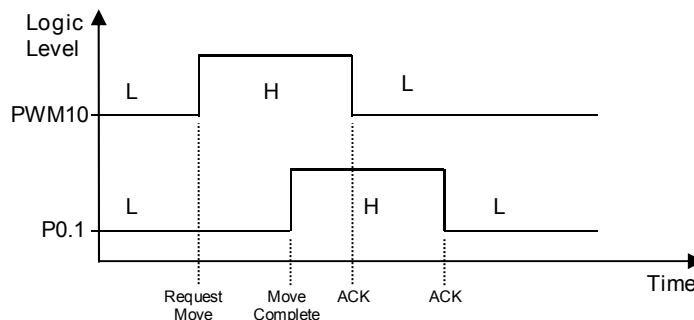 Logic
Level
L
H
L
PWM10
L
H
L
P0.1
Time
Request
Move
Move
Complete
ACK
ACK